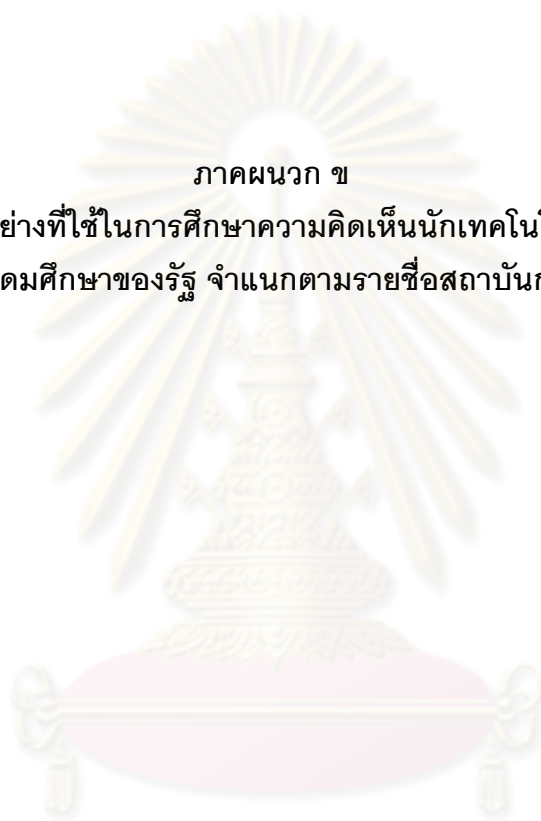 ภาคผนวก ข
ย่างที่ใช้ในการศึกษาความคิดเห็นนักเทคโน
ดมศึกษาของรัฐ จำแนกตามรายชื่อสถาบัน